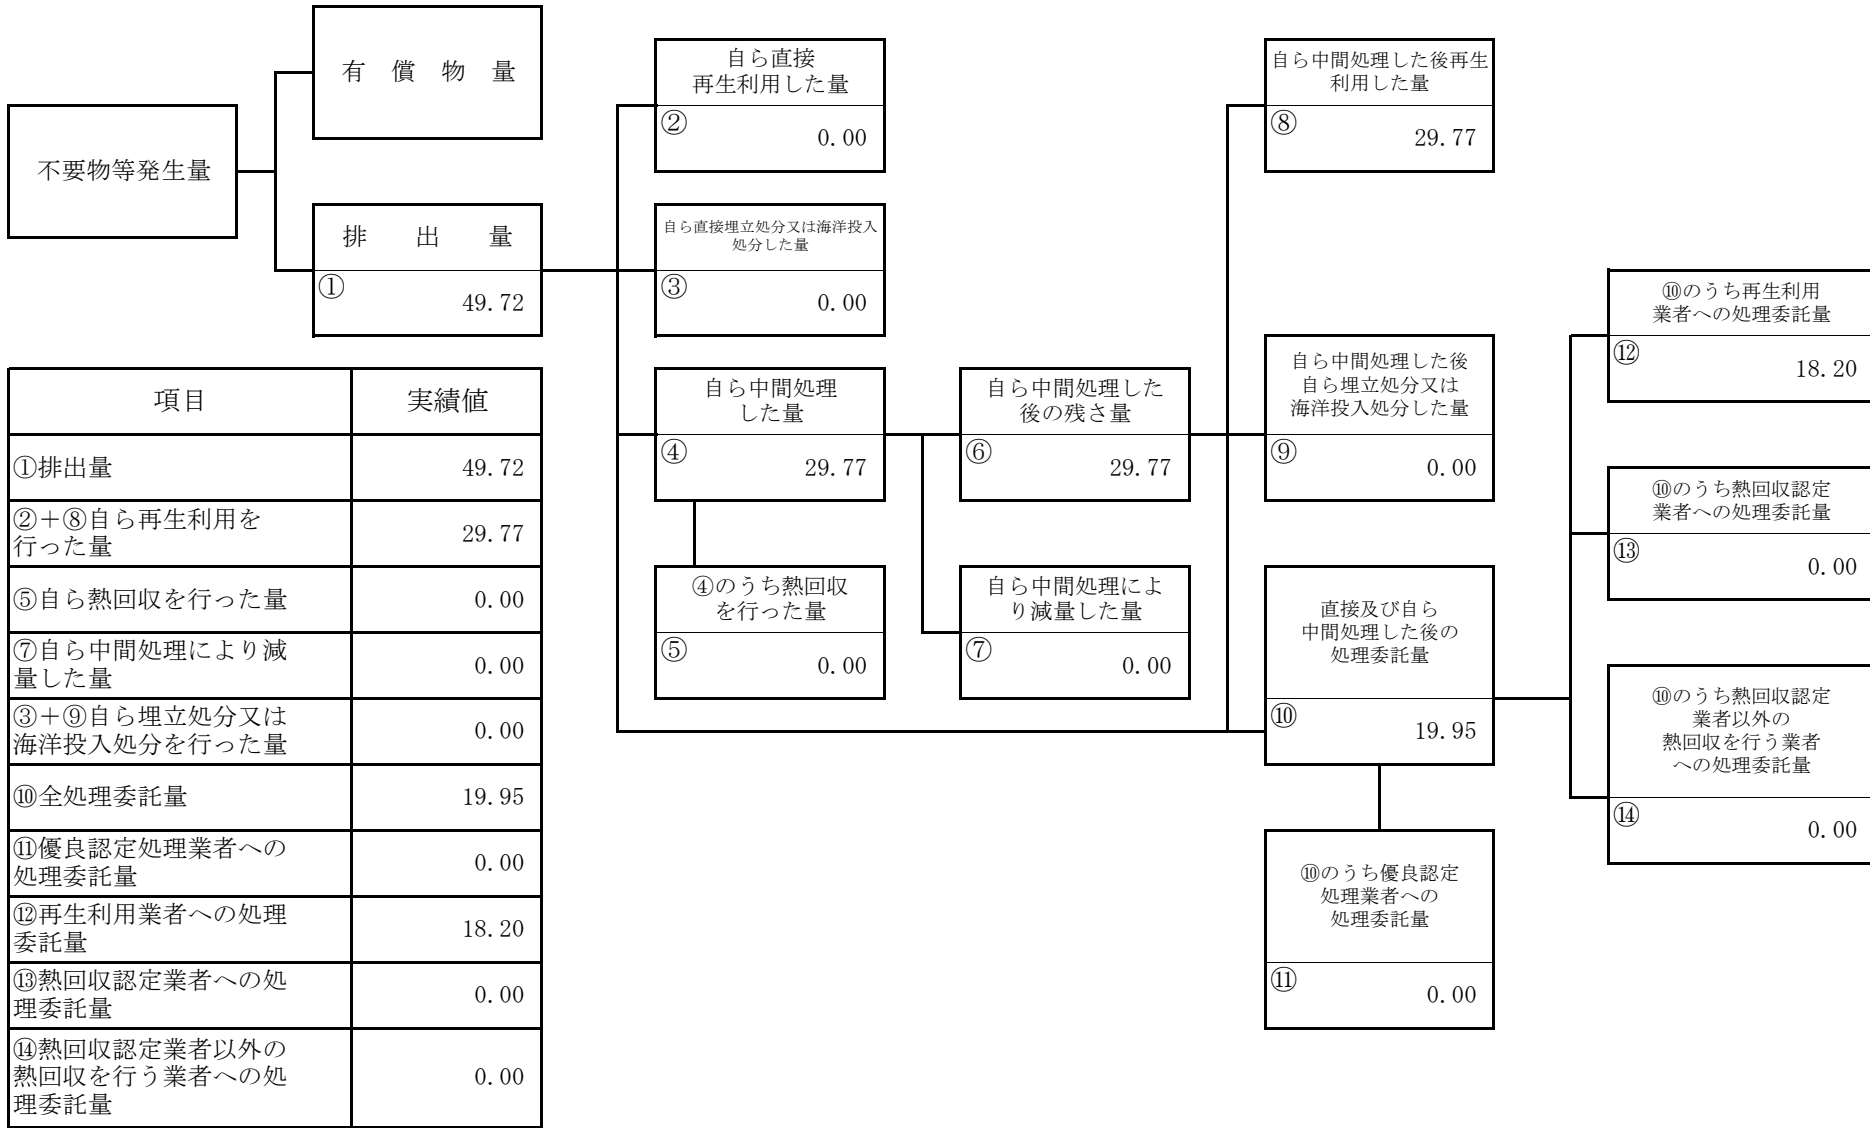 不要物等発生量
有償物量
排出量
①
49.72
自ら直接
再生利用した量
②
0.00
自ら直接埋立処分又は海洋投入
処分した量
③
0.00
自ら中間処理
した量
④
29.77
④のうち熱回収
を行った量
⑤
0.00
自ら中間処理した
後の残さ量
⑥
29.77
自ら中間処理によ
り減量した量
⑦
0.00
自ら中間処理した後再生
利用した量
⑧
29.77
自ら中間処理した後
自ら埋立処分又は
海洋投入処分した量
⑨
0.00
直接及び自ら
中間処理した後の
処理委託量
⑩
19.95
⑩のうち優良認定
処理業者への
処理委託量
⑪
0.00
⑩のうち再生利用
業者への処理委託量
⑫
18.20
⑩のうち熱回収認定
業者への処理委託量
⑬
0.00
⑩のうち熱回収認定
業者以外の
熱回収を行う業者
への処理委託量
⑭
0.00
項目 実績値
①排出量 49.72
②＋⑧自ら再生利用を
行った量 29.77
⑤自ら熱回収を行った量 0.00
⑦自ら中間処理により減
量した量 0.00
③＋⑨自ら埋立処分又は
海洋投入処分を行った量 0.00
⑩全処理委託量 19.95
⑪優良認定処理業者への
処理委託量 0.00
⑫再生利用業者への処理
委託量 18.20
⑬熱回収認定業者への処
理委託量 0.00
⑭熱回収認定業者以外の
熱回収を行う業者への処
理委託量 0.00